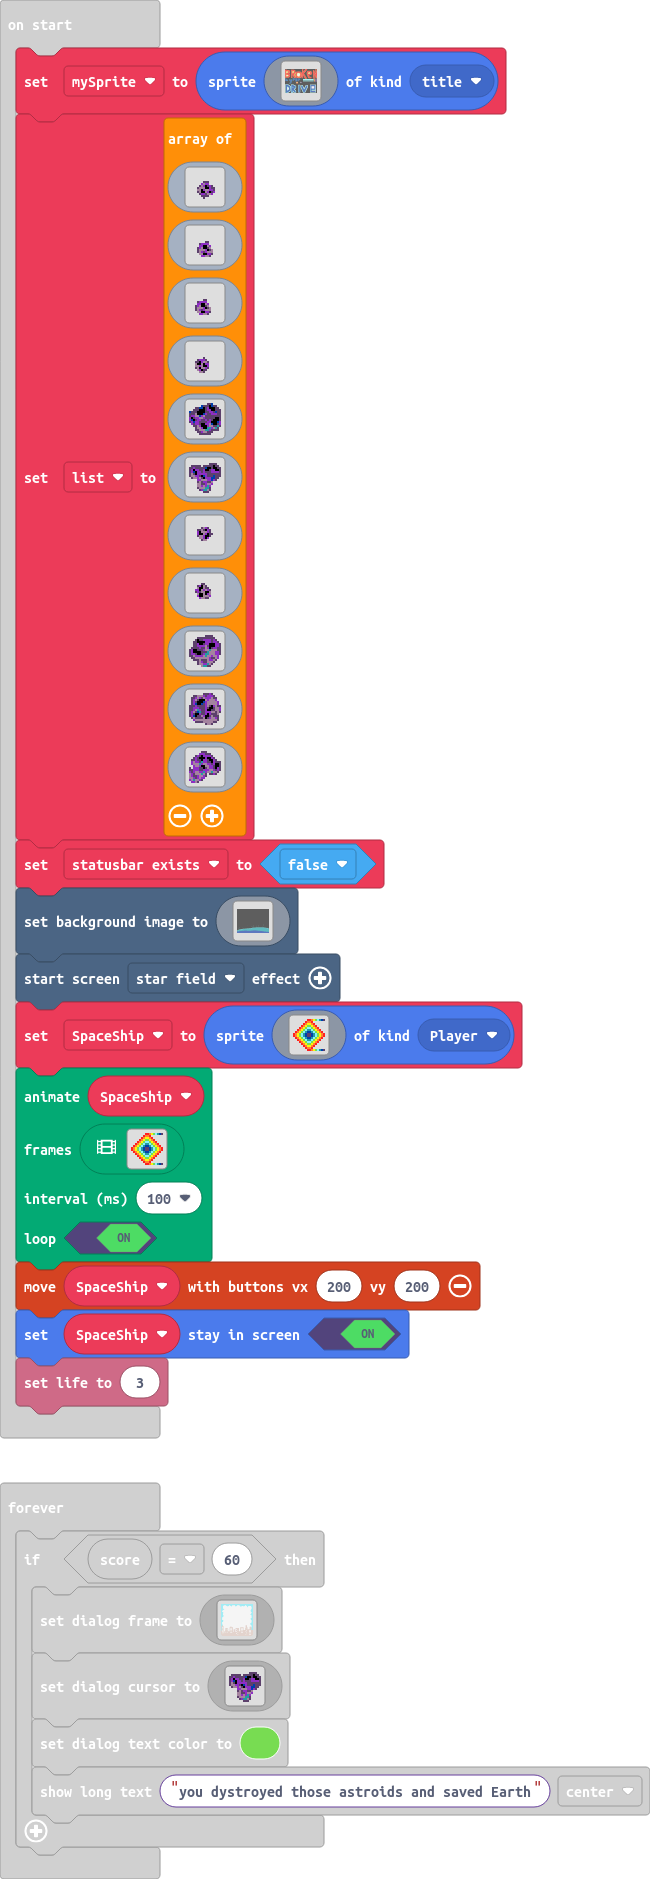 on start
set mySprite to sprite of kind title
array of
set list to
set statusbar exists to false
set background image to
start screen star field effect
set SpaceShip to sprite of kind Player
animate SpaceShip
frames
interval (ms) 100
loop ON
move SpaceShip with buttons vx 200 vy 200
set SpaceShip stay in screen ON
set life to 3
forever
if score = 60 then
set dialog frame to
set dialog cursor to
set dialog text color to
show long text "you dystroyed those astroids and saved Earth" center